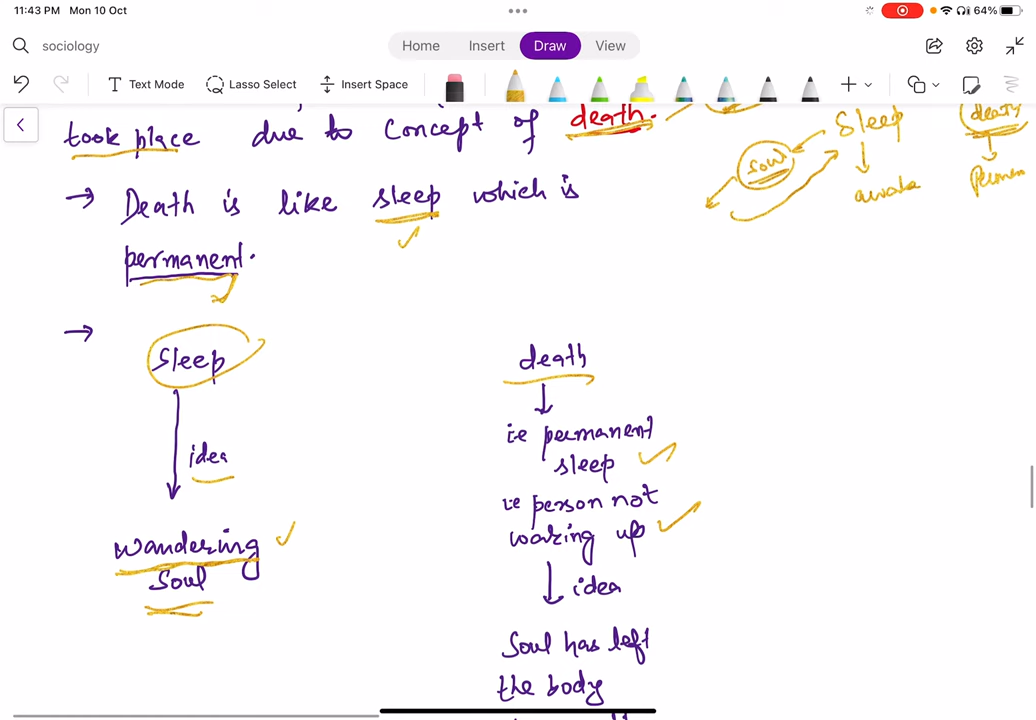 11:43 PM Mon 10 Oct
64%
sociology
Home Insert Draw View
Text Mode Lasso Select Insert Space
took place due to concept of death.
Sleep death
soul
awake
→ Death is like sleep which is
permanent.
→ Sleep
idea
wandering
Soul
death
ie permanent
sleep
ie person not
waking up
idea
Soul has left
the body